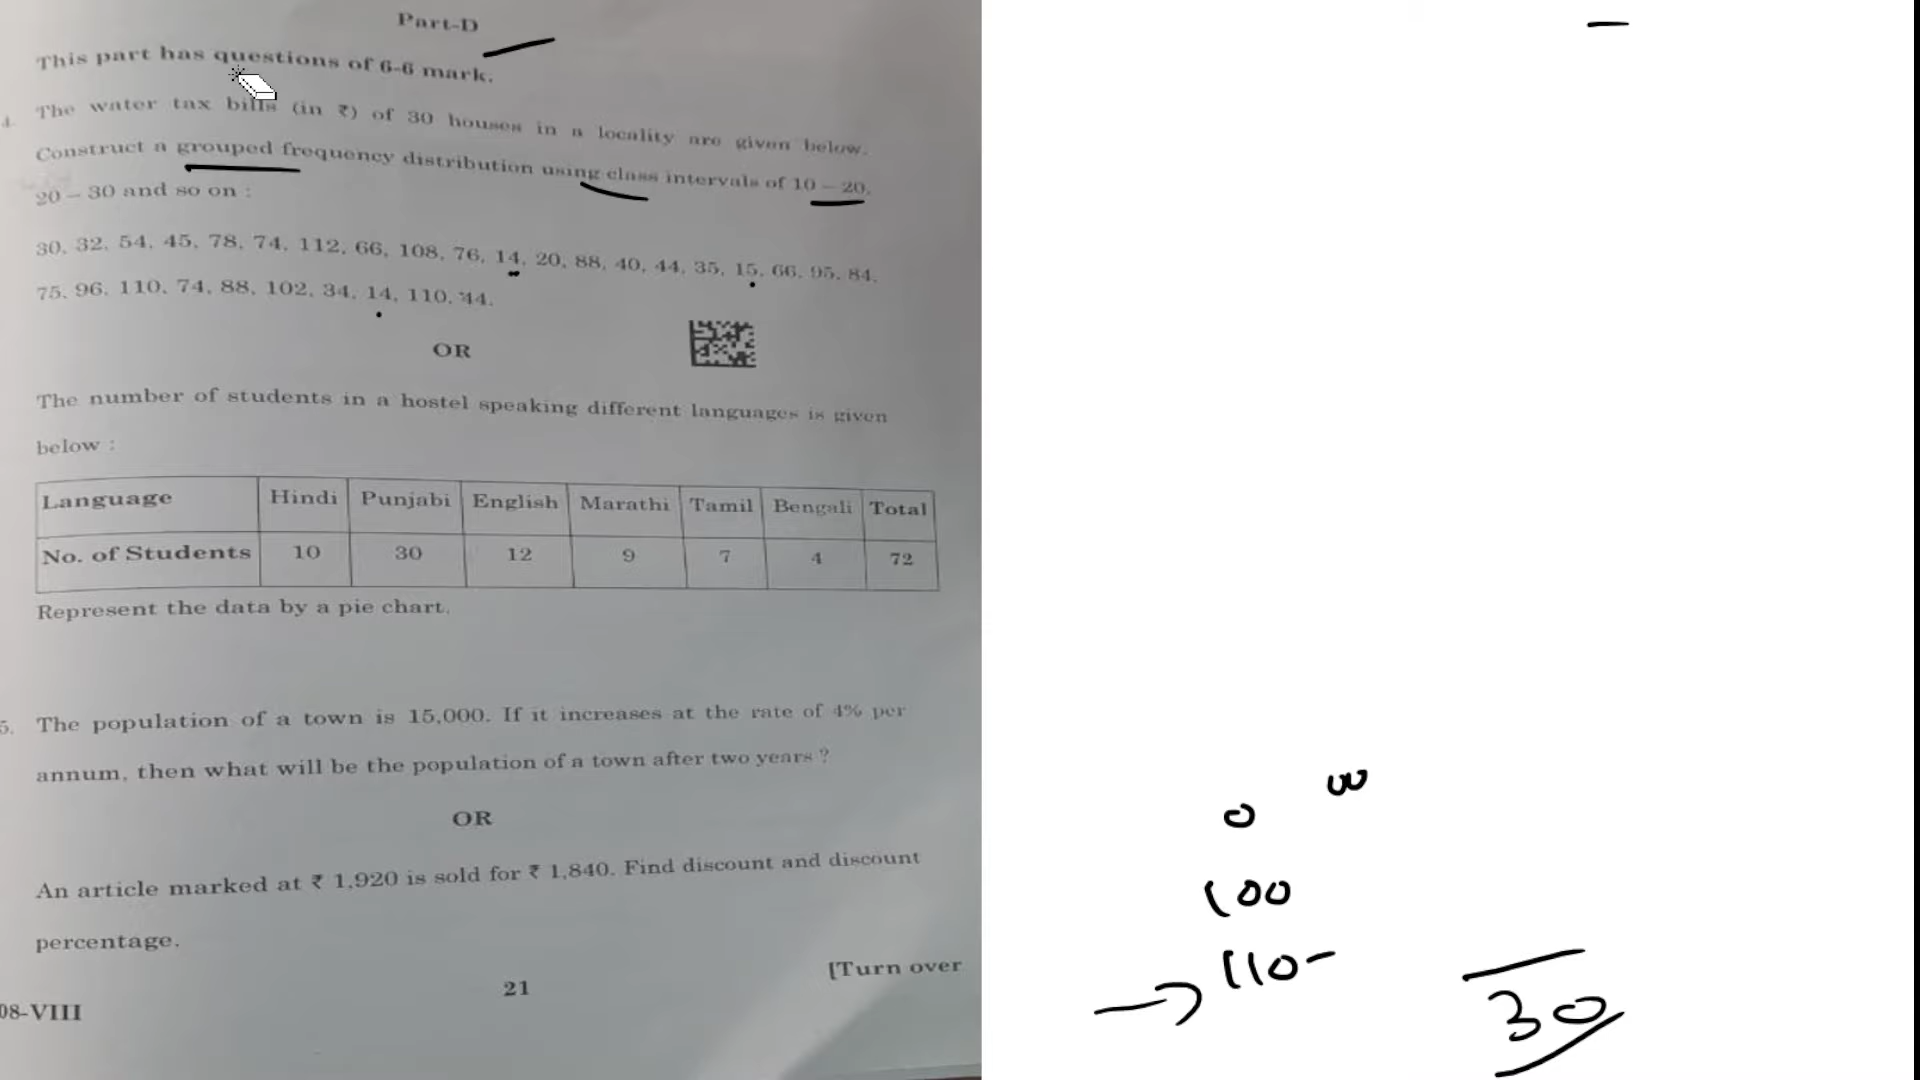 Part-D
This part has questions of 6-6 mark.
4. The water tax bills (in ₹) of 30 houses in a locality are given below.
Construct a grouped frequency distribution using class intervals of 10 – 20,
20 – 30 and so on :
30, 32, 54, 45, 78, 74, 112, 66, 108, 76, 14, 20, 88, 40, 44, 35, 15, 66, 95, 84,
75, 96, 110, 74, 88, 102, 34, 14, 110, 44.
OR
The number of students in a hostel speaking different languages is given
below :
Language Hindi Punjabi English Marathi Tamil Bengali Total
No. of Students 10 30 12 9 7 4 72
Represent the data by a pie chart.
5. The population of a town is 15,000. If it increases at the rate of 4% per
annum, then what will be the population of a town after two years ?
OR
An article marked at ₹ 1,920 is sold for ₹ 1,840. Find discount and discount
percentage.
[Turn over
21
08-VIII
0
100
110-
30